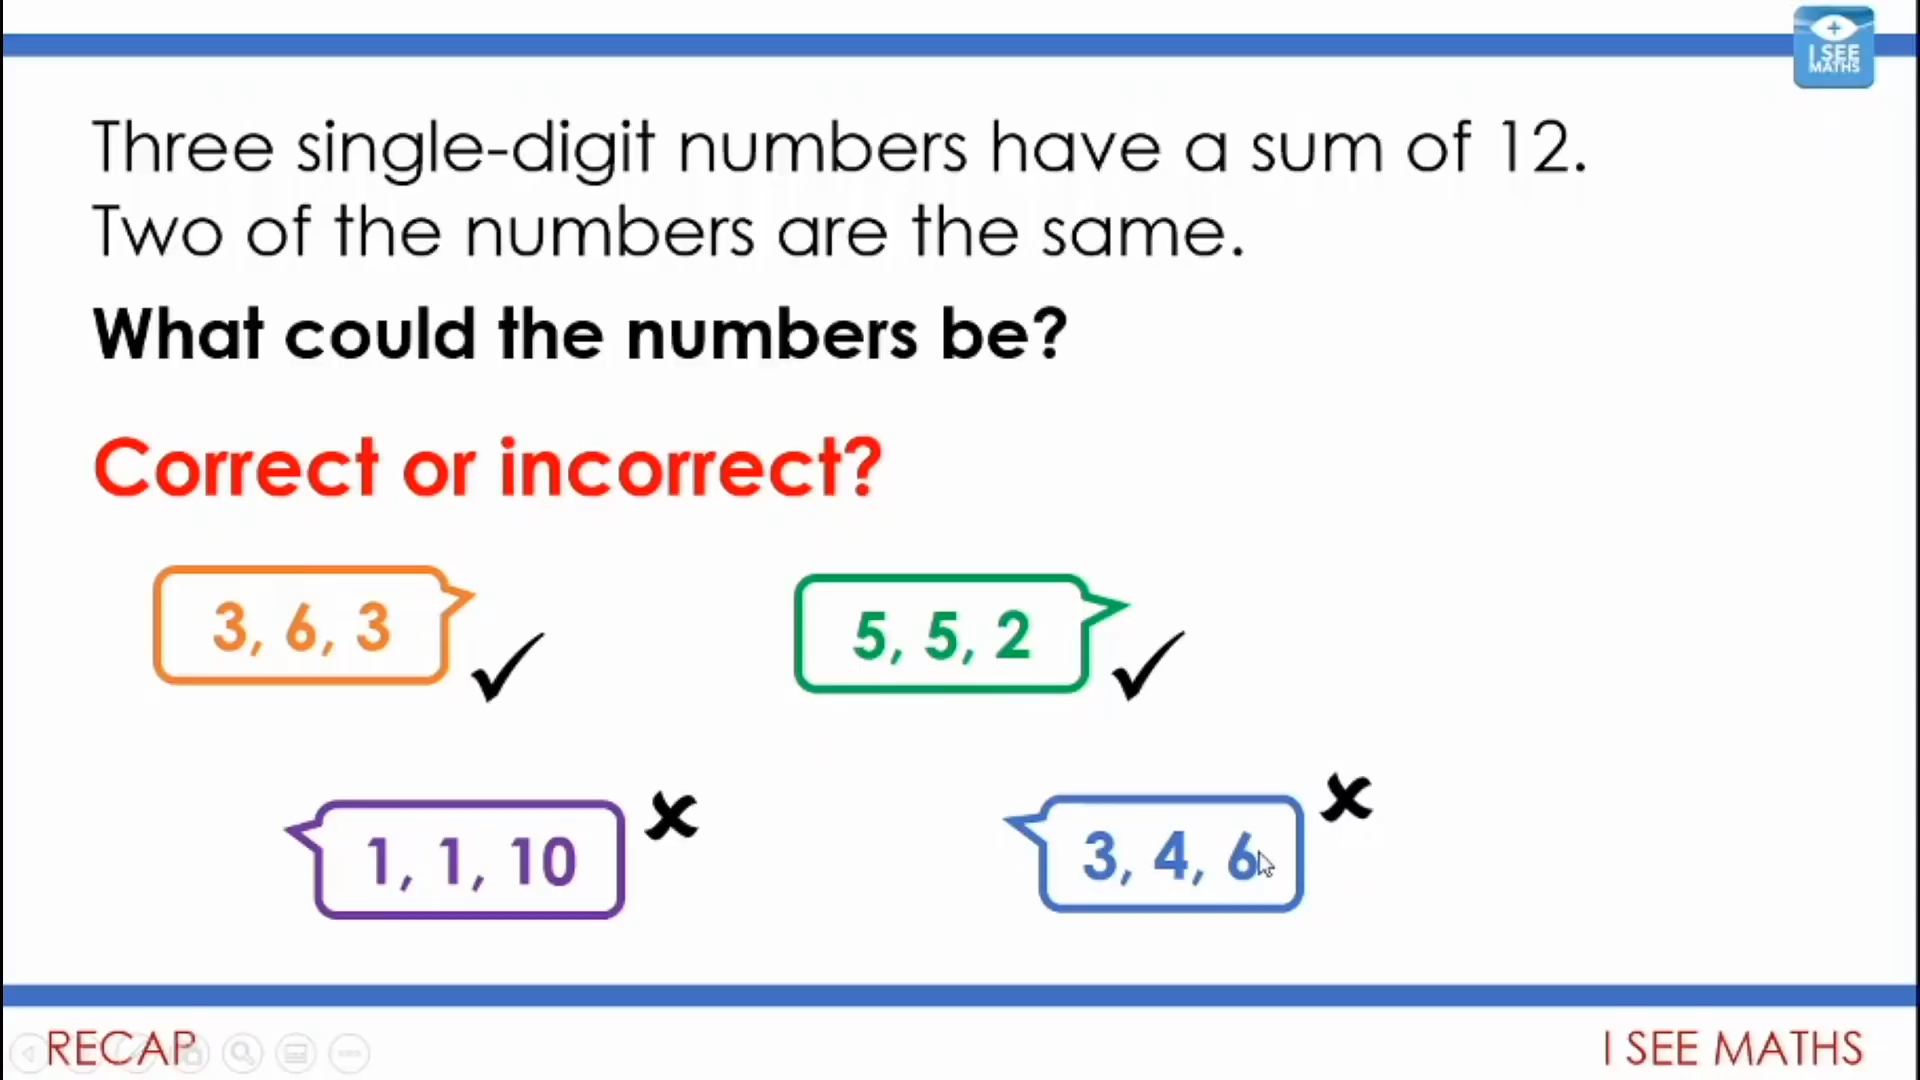 I SEE
MATHS
Three single-digit numbers have a sum of 12.
Two of the numbers are the same.
What could the numbers be?
Correct or incorrect?
3, 6, 3
5, 5, 2
1, 1, 10
3, 4, 6
RECAP
I SEE MATHS